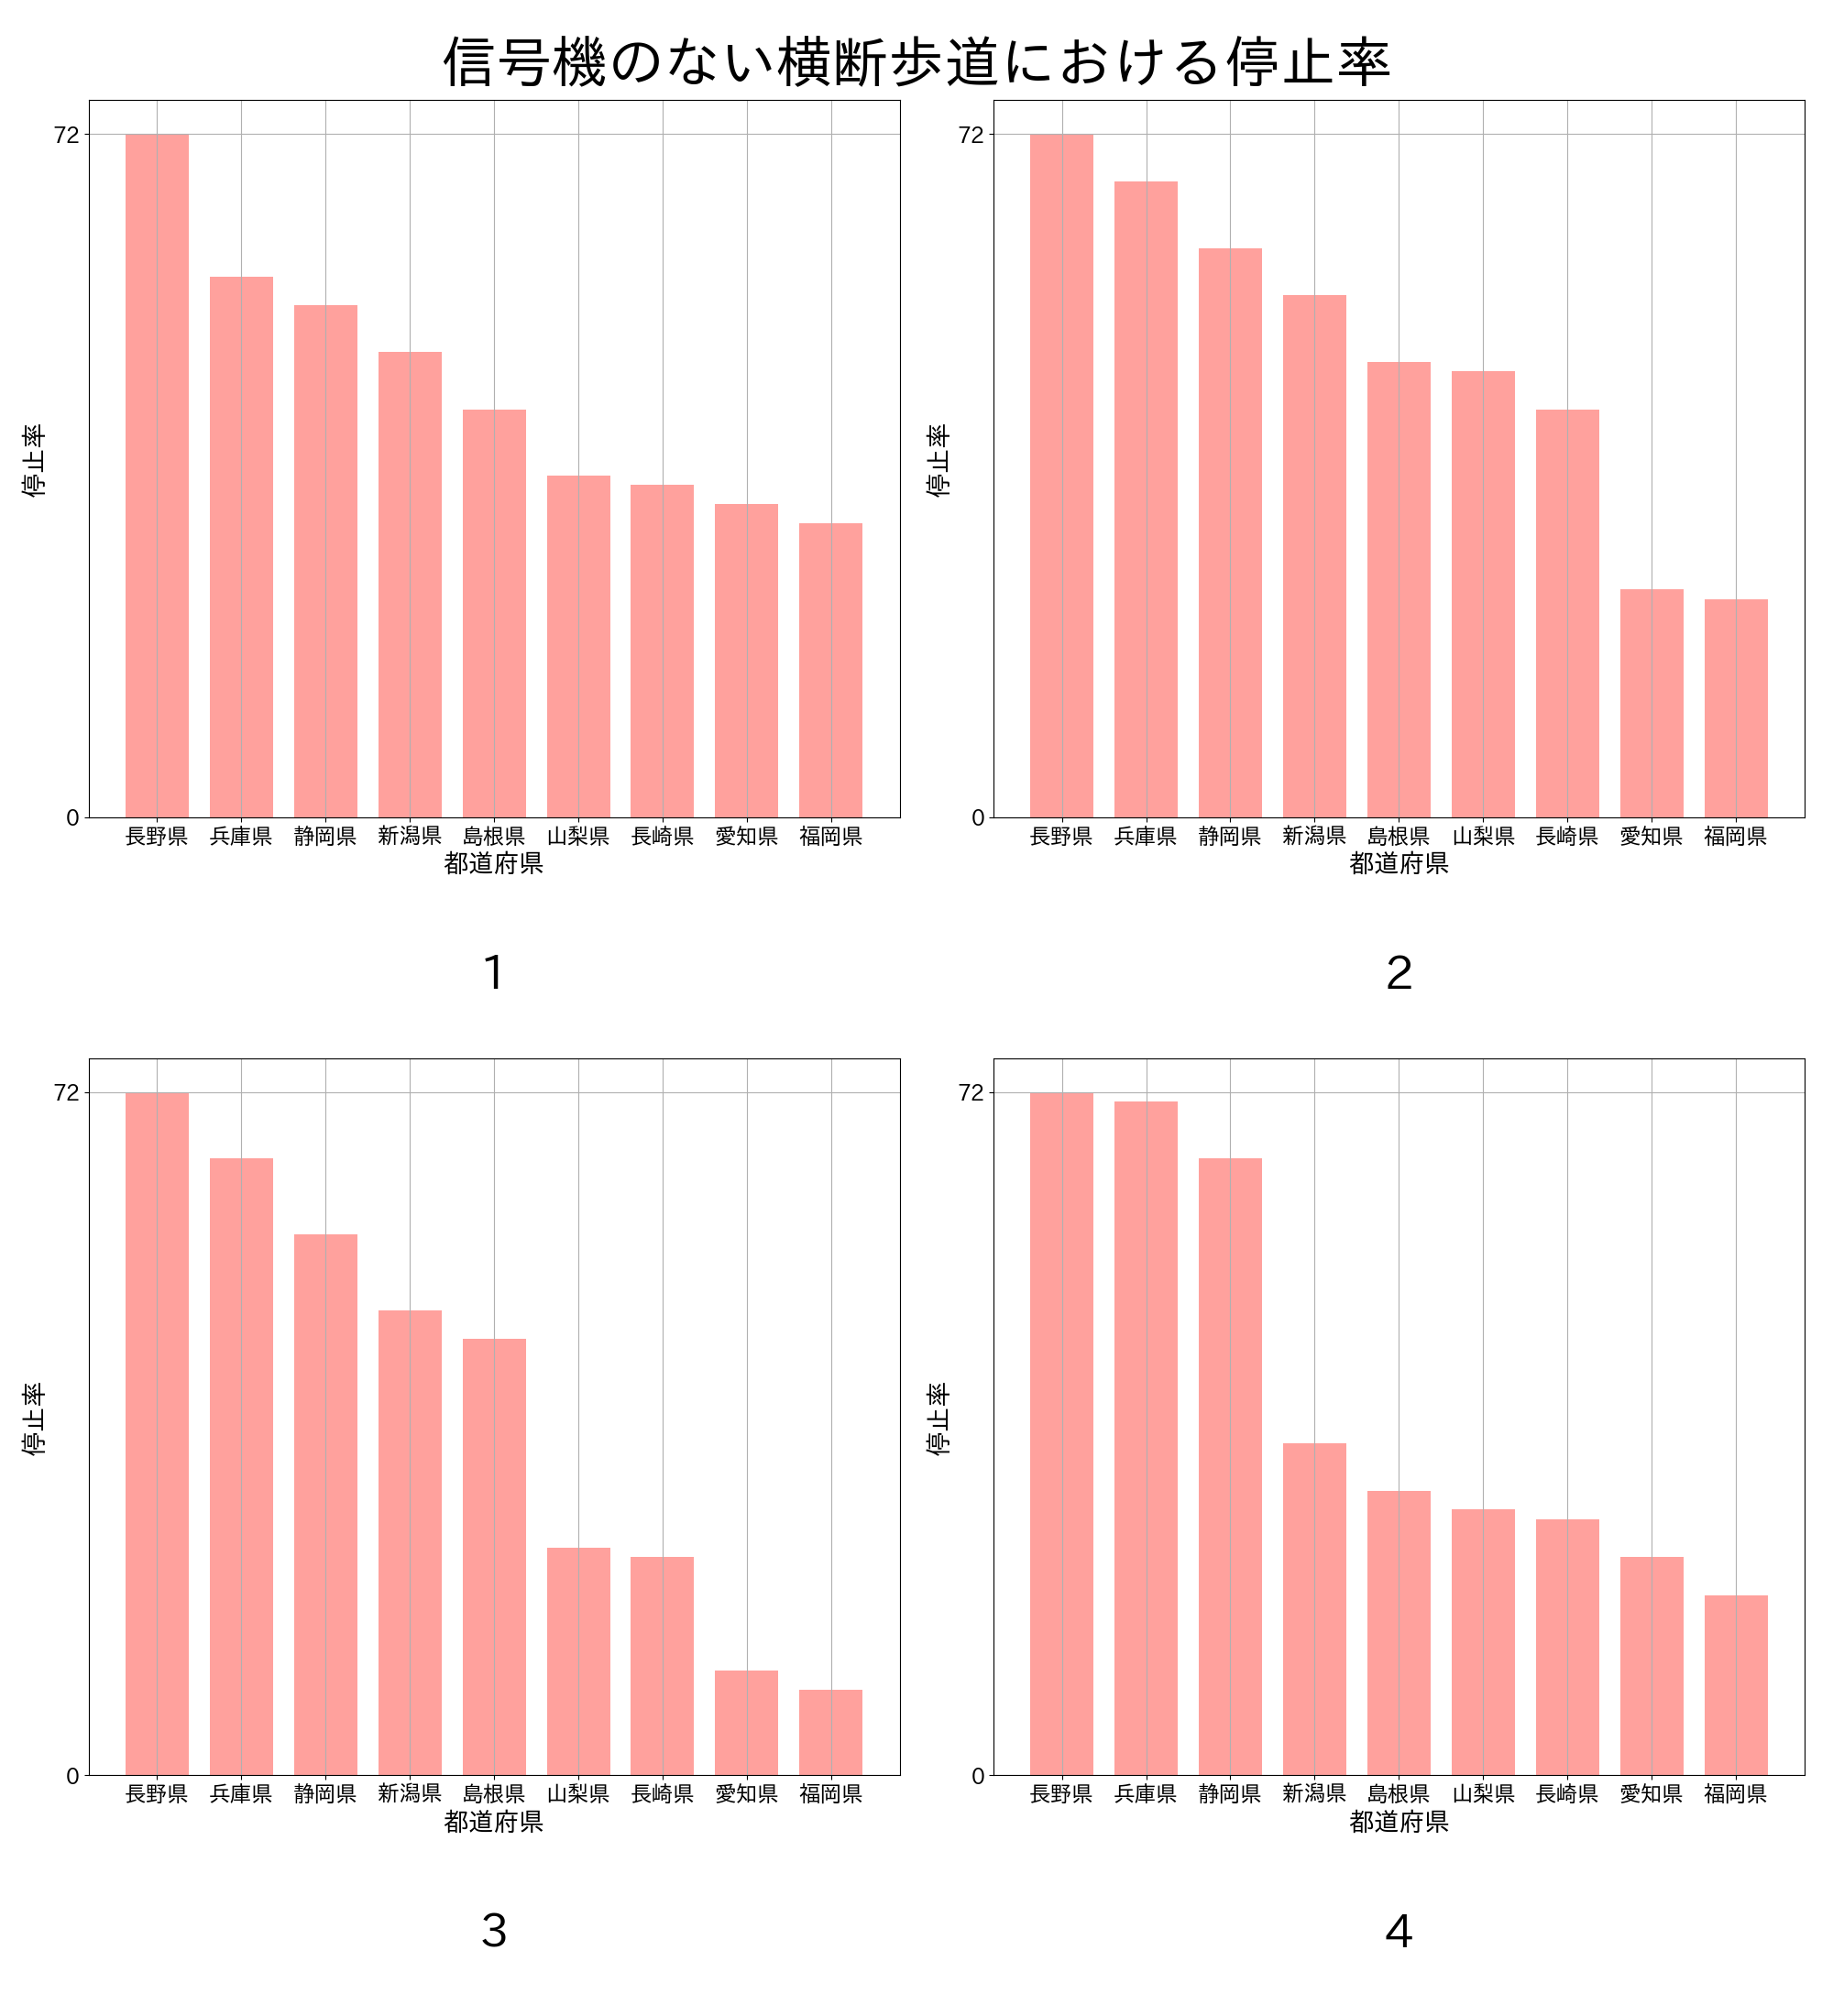 信号機のない横断歩道における停止率
72
0
停止率
長野県 兵庫県 静岡県 新潟県 島根県 山梨県 長崎県 愛知県 福岡県
都道府県
1
72
0
停止率
長野県 兵庫県 静岡県 新潟県 島根県 山梨県 長崎県 愛知県 福岡県
都道府県
2
72
0
停止率
長野県 兵庫県 静岡県 新潟県 島根県 山梨県 長崎県 愛知県 福岡県
都道府県
3
72
0
停止率
長野県 兵庫県 静岡県 新潟県 島根県 山梨県 長崎県 愛知県 福岡県
都道府県
4